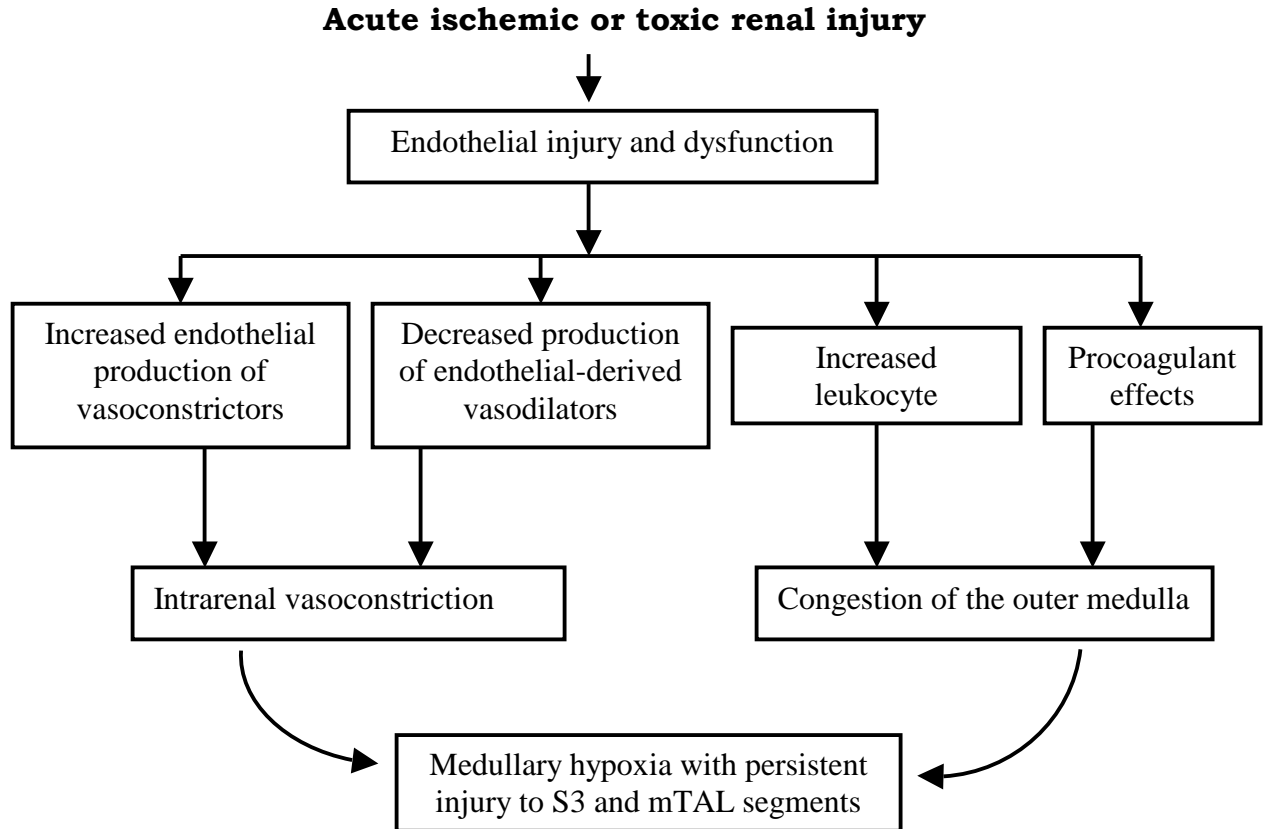 Acute ischemic or toxic renal injury
Endothelial injury and dysfunction
Increased endothelial
production of
vasoconstrictors
Decreased production
of endothelial-derived
vasodilators
Increased
leukocyte
Procoagulant
effects
Intrarenal vasoconstriction
Congestion of the outer medulla
Medullary hypoxia with persistent
injury to S3 and mTAL segments